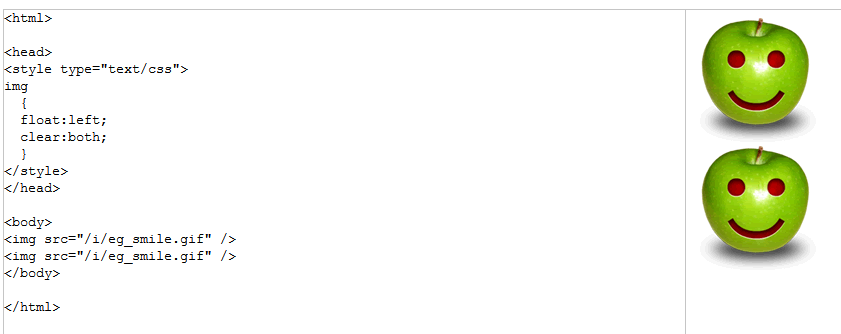 <html>
<head>
<style type="text/css">
img
{
float:left;
clear:both;
}
</style>
</head>
<body>
<img src="/i/eg_smile.gif" />
<img src="/i/eg_smile.gif" />
</body>
</html>